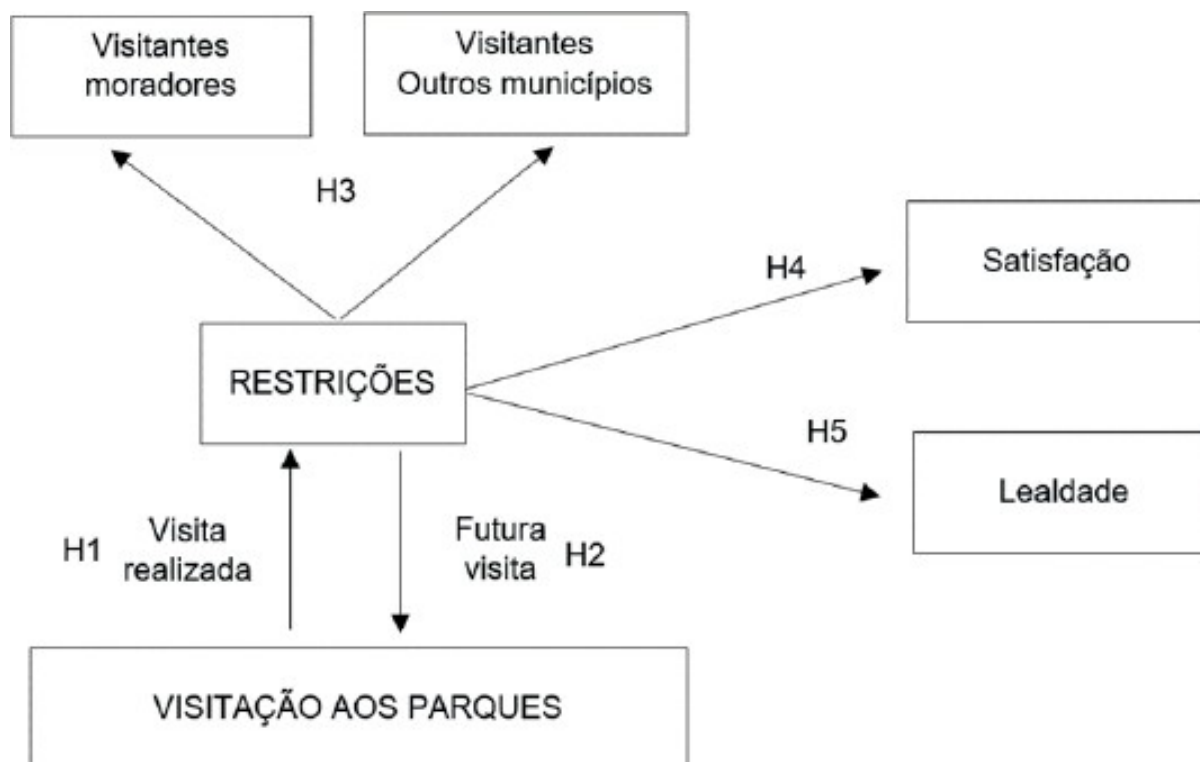 Visitantes
moradores
Visitantes
Outros municípios
H3
H4
Satisfação
RESTRIÇÕES
H5
Lealdade
H1
Visita
realizada
Futura
visita
H2
VISITAÇÃO AOS PARQUES